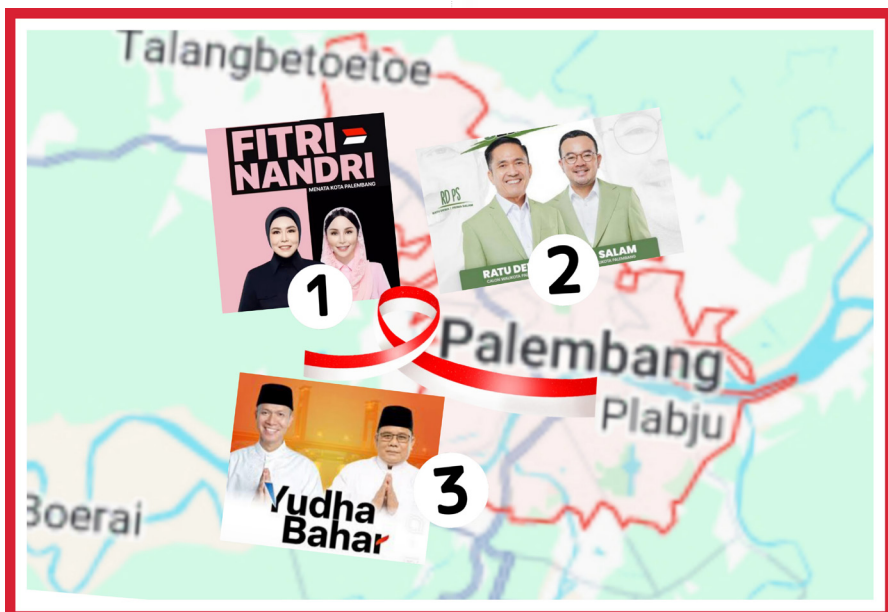 Talangbetoetoe
FITRI
NANDRI
MENATA KOTA PALEMBANG
1
RD PS
RATU DE
SALAM
2
Palembang
Plabju
Yudha
Bahar
3
Boerai